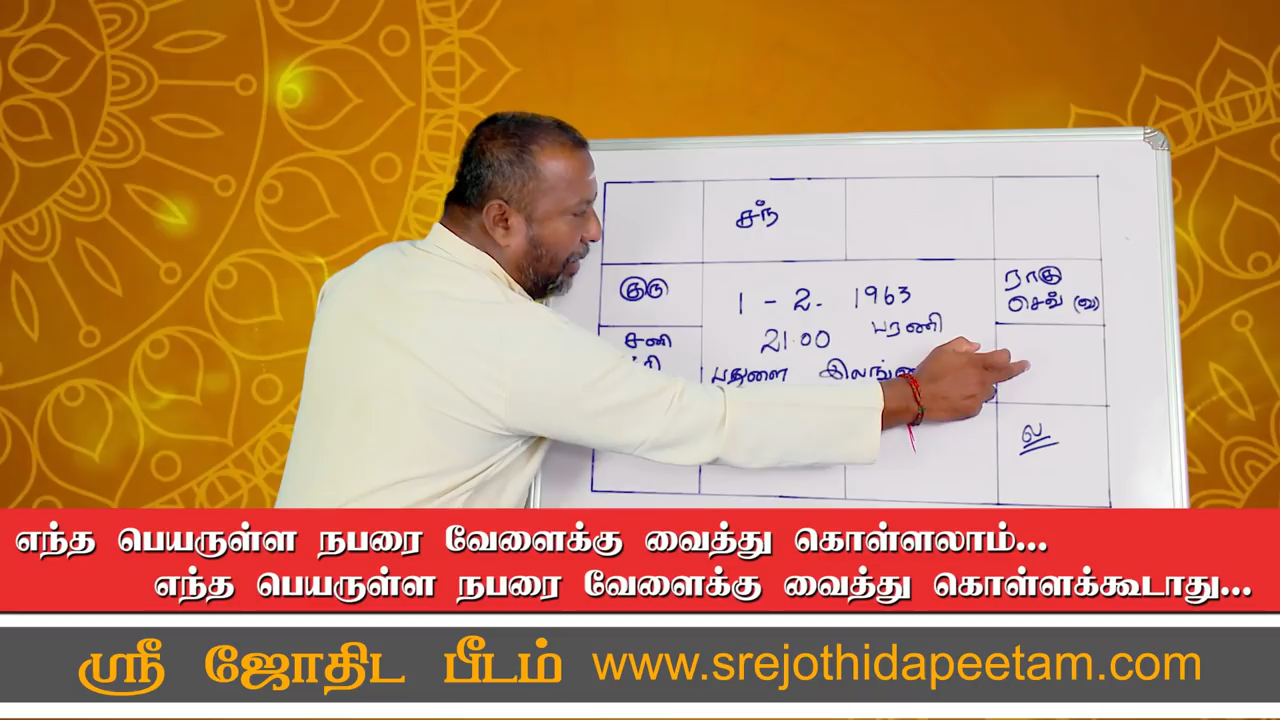 சந்
குரு
ராகு
செவ் (வ)
1 - 2. 1963
21.00 பரணி
சனி
பதுளை
ல
எந்த பெயருள்ள நபரை வேளைக்கு வைத்து கொள்ளலாம்...
எந்த பெயருள்ள நபரை வேளைக்கு வைத்து கொள்ளக்கூடாது...
ஸ்ரீ ஜோதிட பீடம் www.srejothidapeetam.com